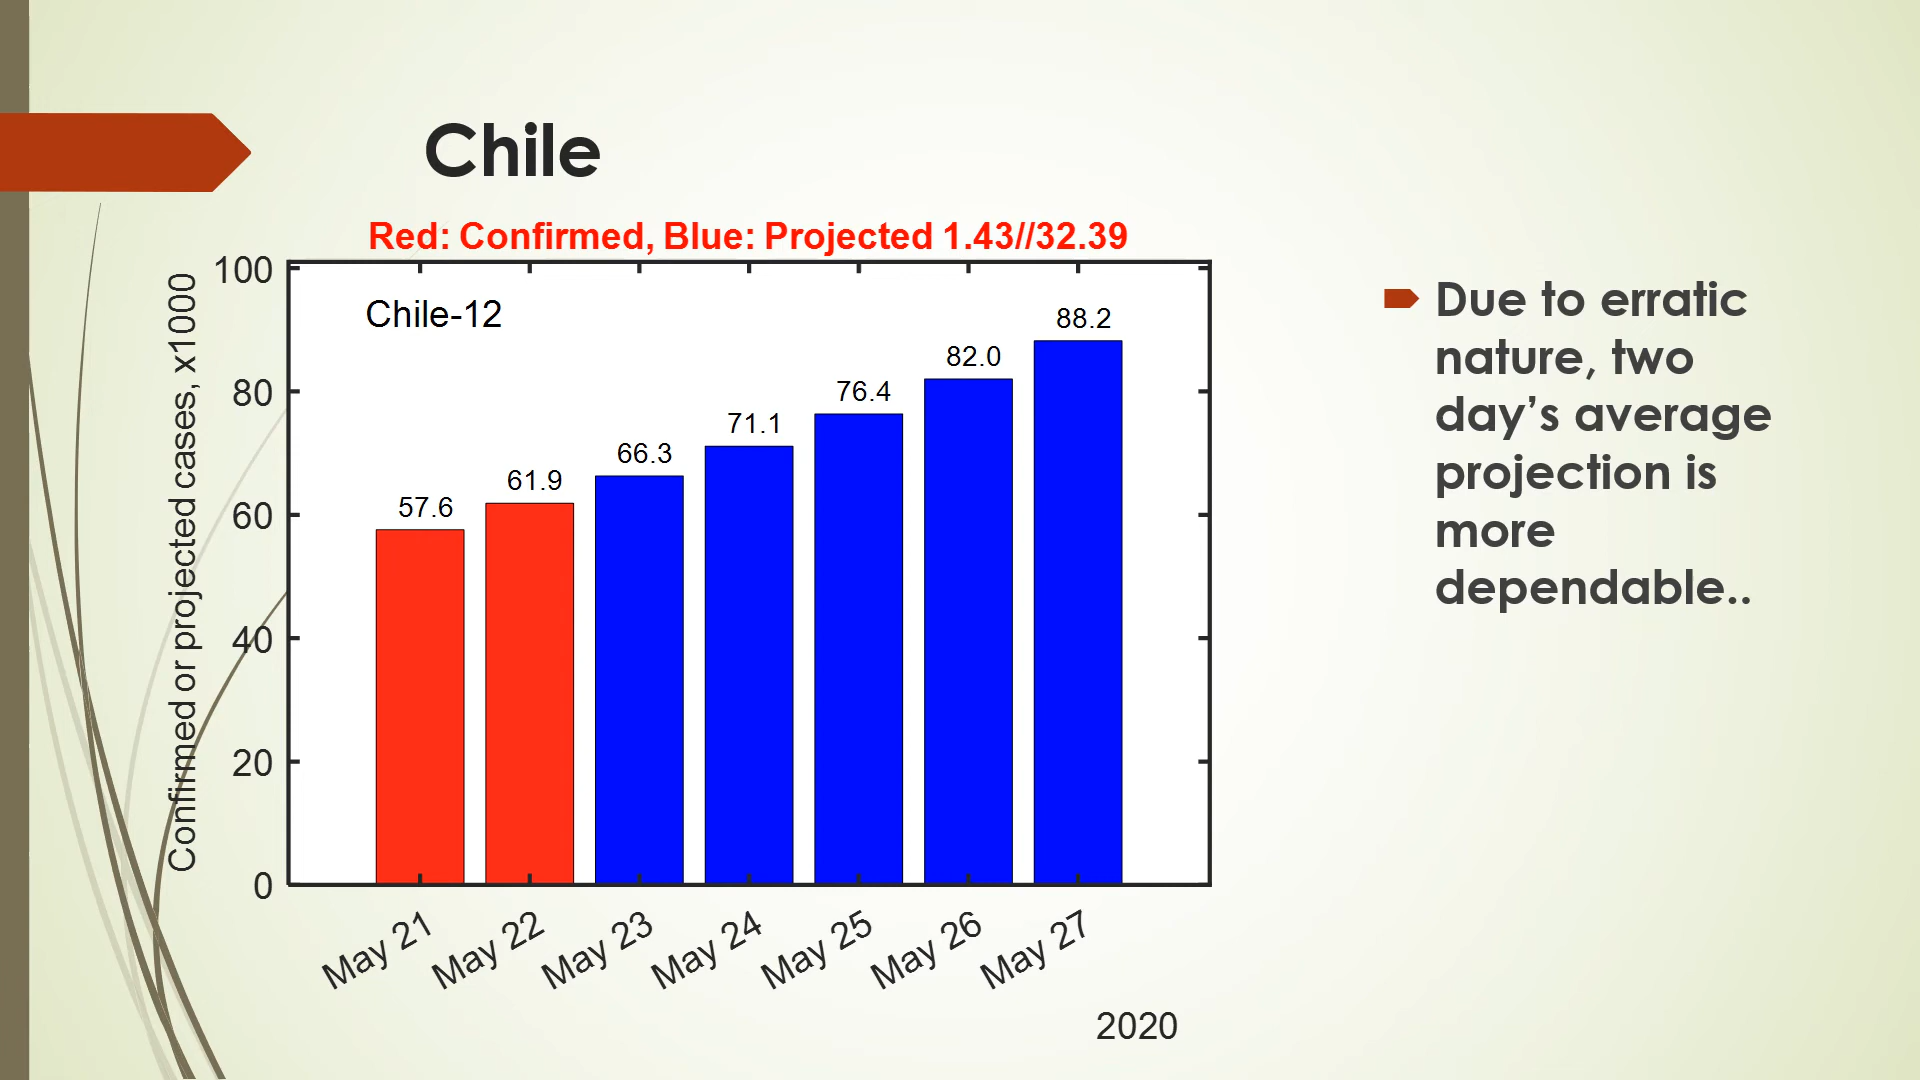 Chile
Red: Confirmed, Blue: Projected 1.43//32.39
Confirmed or projected cases, x1000
100
80
60
40
20
0
Chile-12
57.6
61.9
66.3
71.1
76.4
82.0
88.2
May 21
May 22
May 23
May 24
May 25
May 26
May 27
2020
Due to erratic
nature, two
day’s average
projection is
more
dependable..